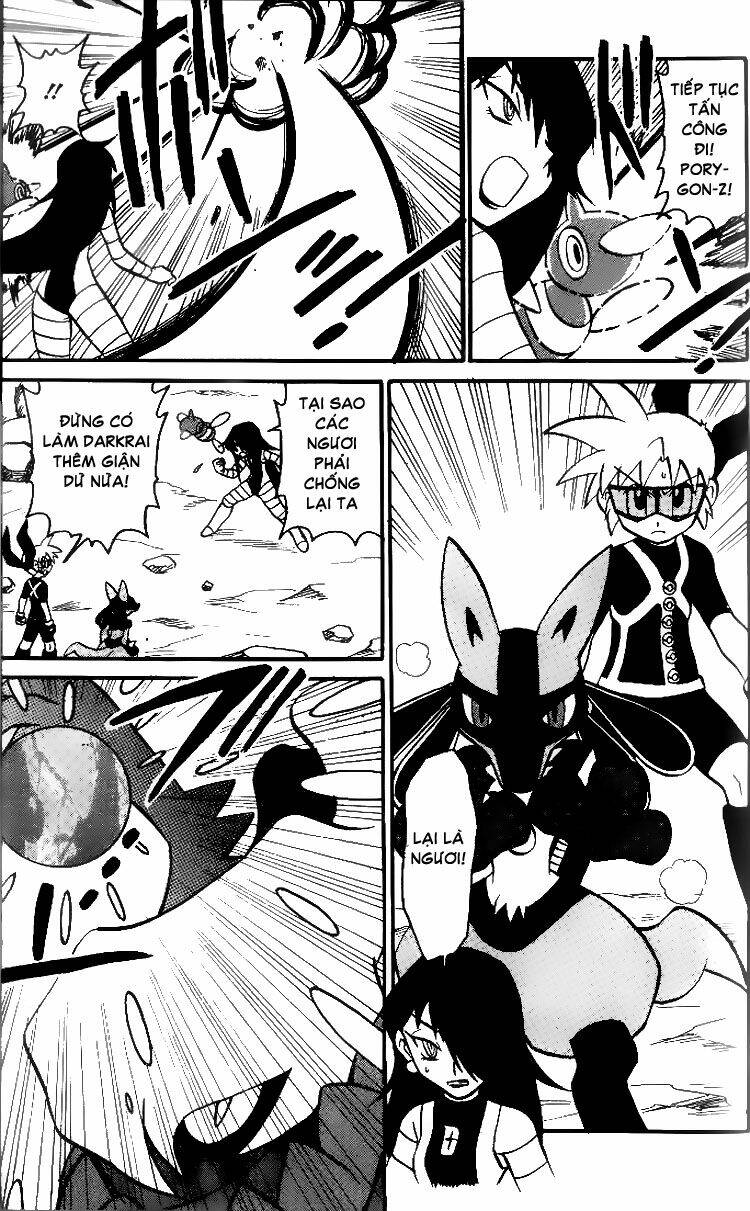 TIẾP TỤC
TẤN
CÔNG
ĐI!
PORY-
GON-Z!
!!
LẠI LÀ
NGƯƠI!
TẠI SAO
CÁC
NGƯƠI
PHẢI
CHỐNG
LẠI TA
ĐỪNG CÓ
LÀM DARKRAI
THÊM GIẬN
DỮ NỮA!
D